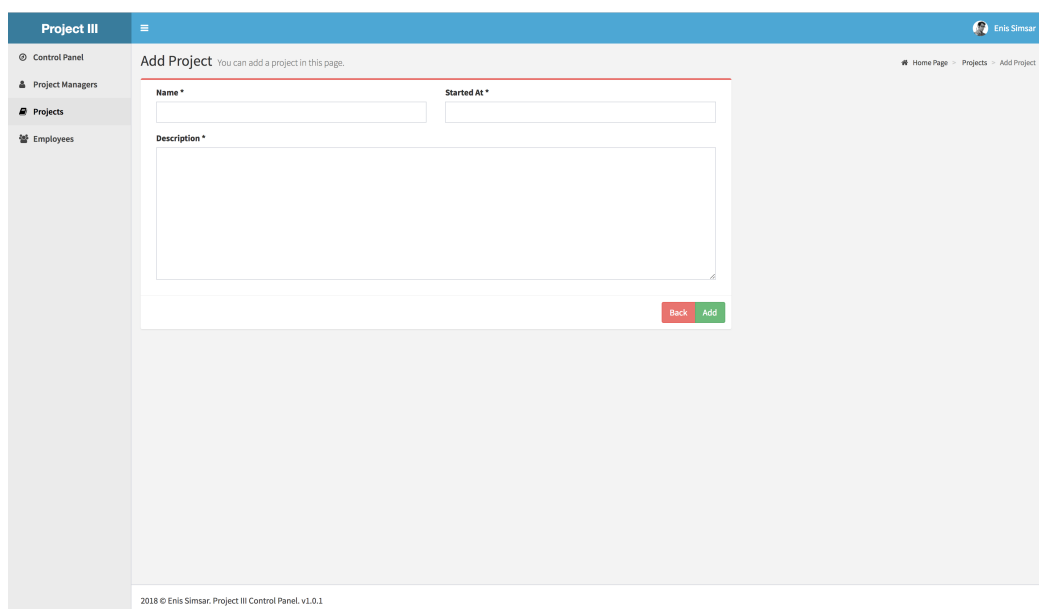 Project III
Enis Simsar
Control Panel
Project Managers
Projects
Employees
Add Project You can add a project in this page.
Home Page > Projects > Add Project
Name * Started At *
Description *
Back Add
2018 © Enis Simsar. Project III Control Panel. v1.0.1